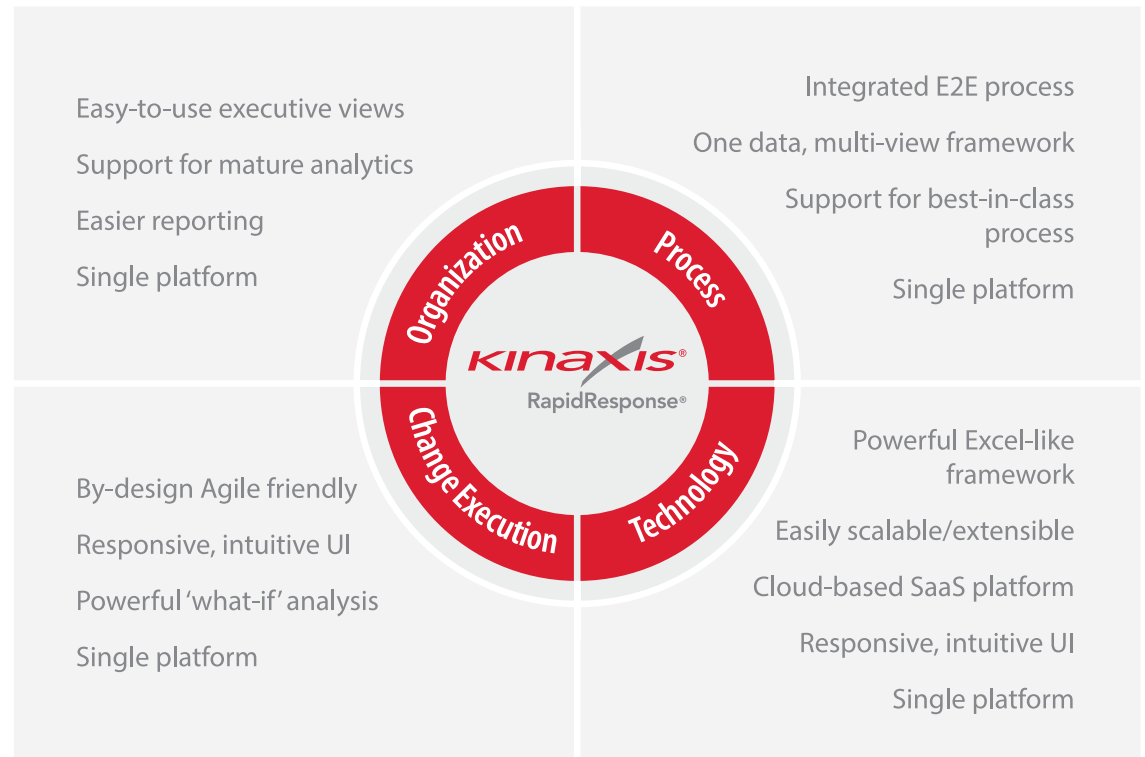 Easy-to-use executive views
Support for mature analytics
Easier reporting
Single platform
Integrated E2E process
One data, multi-view framework
Support for best-in-class
process
Single platform
Organization
Process
KINAXIS®
RapidResponse®
Change Execution
Technology
By-design Agile friendly
Responsive, intuitive UI
Powerful ‘what-if’ analysis
Single platform
Powerful Excel-like
framework
Easily scalable/extensible
Cloud-based SaaS platform
Responsive, intuitive UI
Single platform